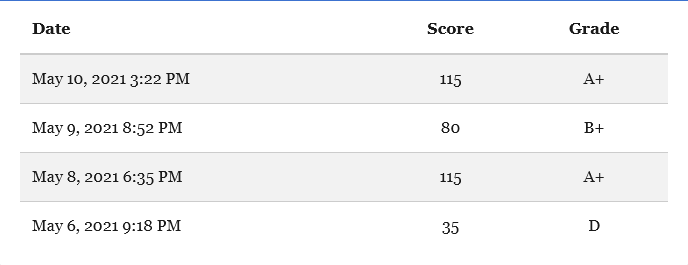 Date Score Grade
May 10, 2021 3:22 PM 115 A+
May 9, 2021 8:52 PM 80 B+
May 8, 2021 6:35 PM 115 A+
May 6, 2021 9:18 PM 35 D